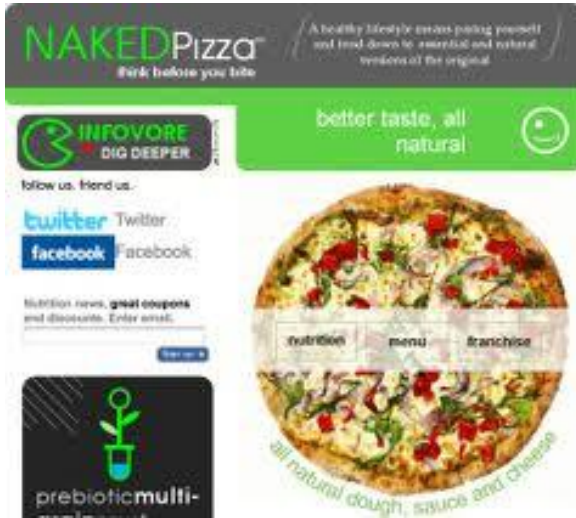 NAKEDPIZZA
think before you bite
A healthy lifestyle means paring yourself
and food down to essential and natural
versions of the original
INFOVORE
DIG DEEPER
better taste, all
natural
follow us. friend us.
twitter Twitter
facebook Facebook
Nutrition news, great coupons
and discounts. Enter email.
Sign up
nutrition menu franchise
prebioticmulti-
all natural dough, sauce and cheese